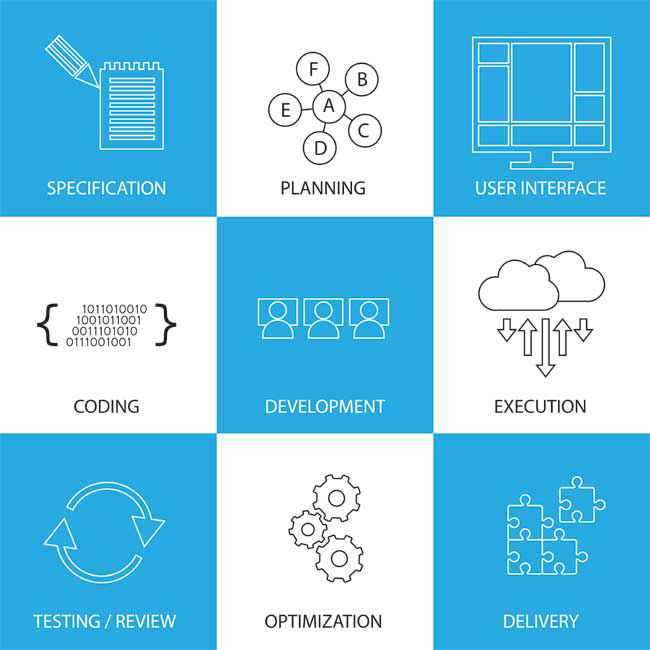 F
B
E
A
C
D
SPECIFICATION
PLANNING
USER INTERFACE
{ 1011010010
1001011001
0011101010
0111001001 }
CODING
DEVELOPMENT
EXECUTION
TESTING / REVIEW
OPTIMIZATION
DELIVERY